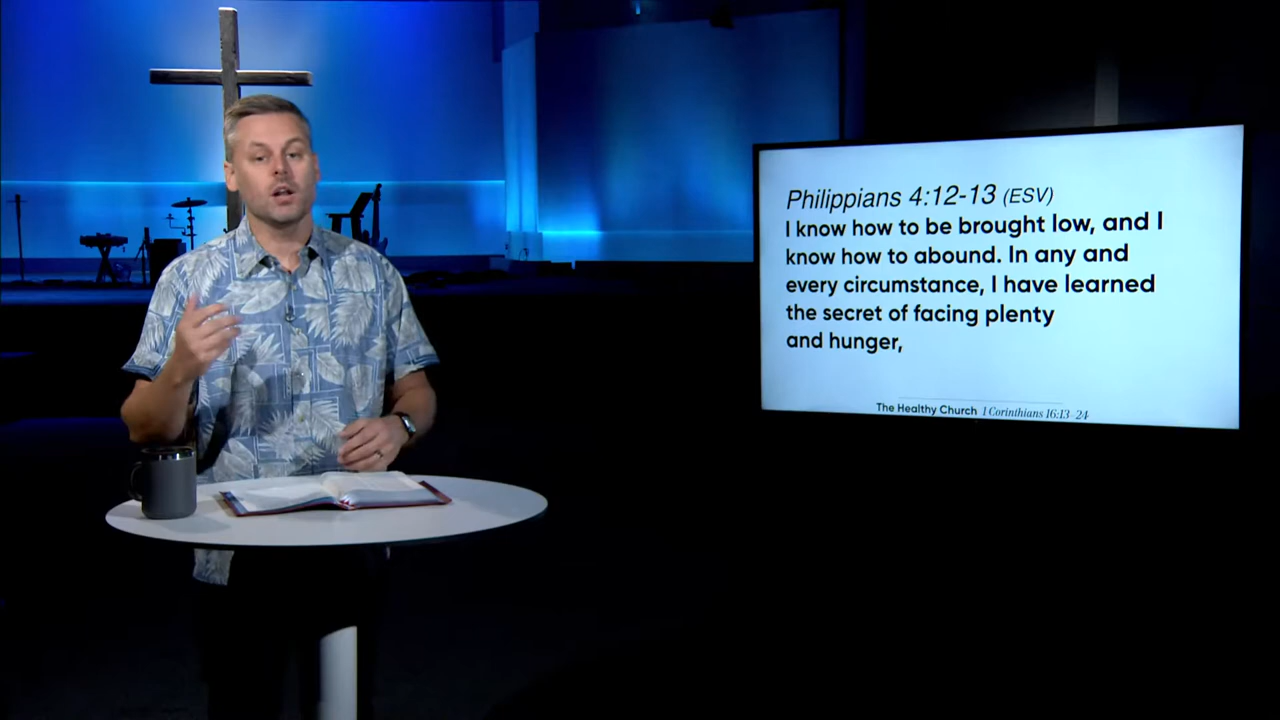 Philippians 4:12-13 (ESV)
I know how to be brought low, and I
know how to abound. In any and
every circumstance, I have learned
the secret of facing plenty
and hunger,
The Healthy Church 1 Corinthians 16:13-24